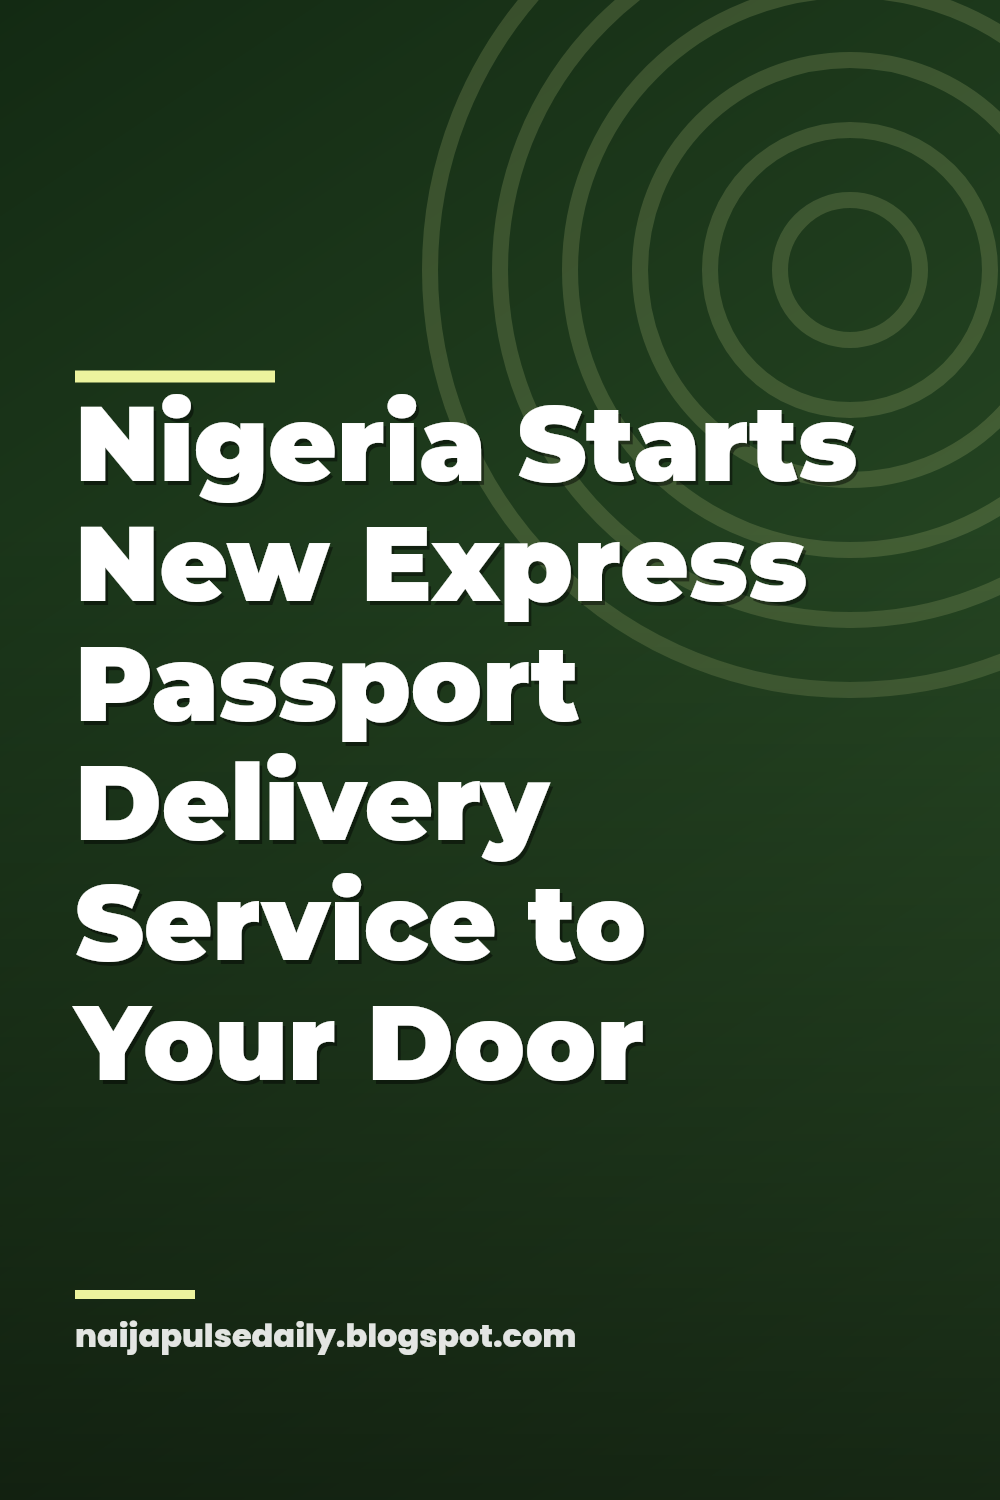 Nigeria Starts
New Express
Passport
Delivery
Service to
Your Door
naijapulsedaily.blogspot.com